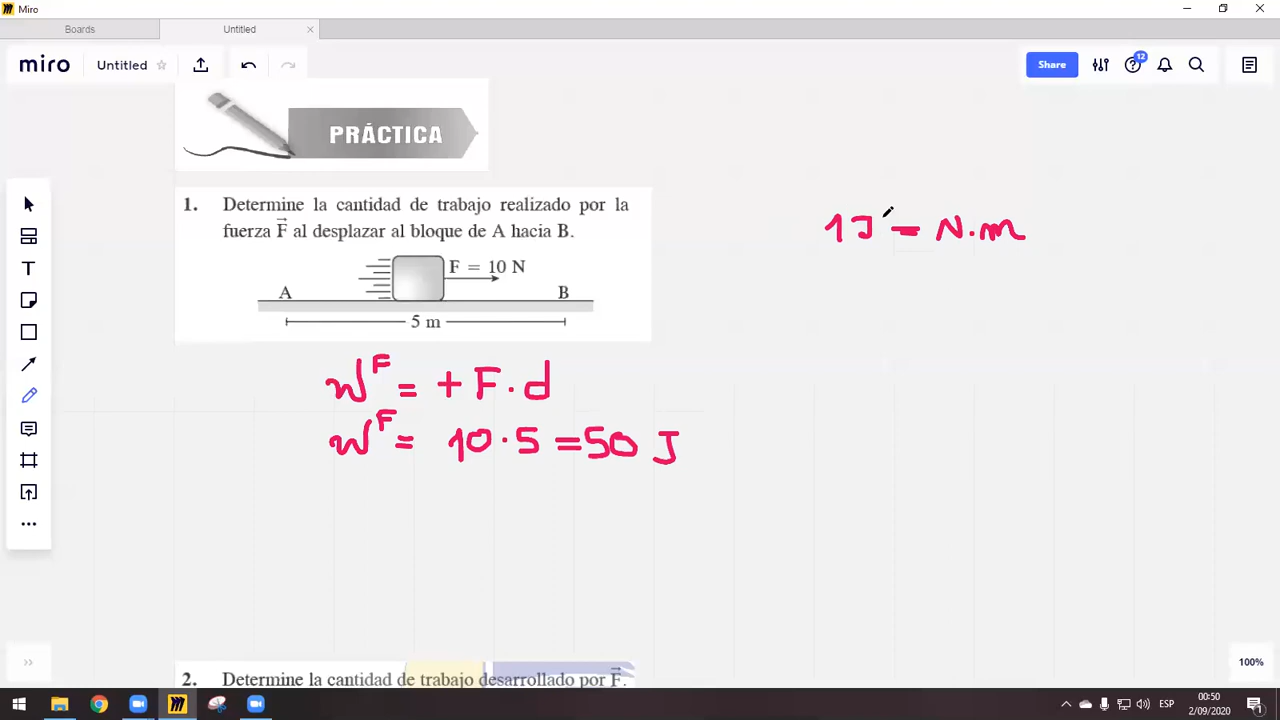 Miro
Boards
Untitled
miro
Untitled
Share
12
PRÁCTICA
1. Determine la cantidad de trabajo realizado por la
fuerza F⃗ al desplazar al bloque de A hacia B.
F = 10 N
A
B
5 m
1J = N.m
W^F = + F . d
W^F = 10 . 5 = 50 J
2. Determine la cantidad de trabajo desarrollado por F⃗.
100%
T
ESP
00:50
2/09/2020
1